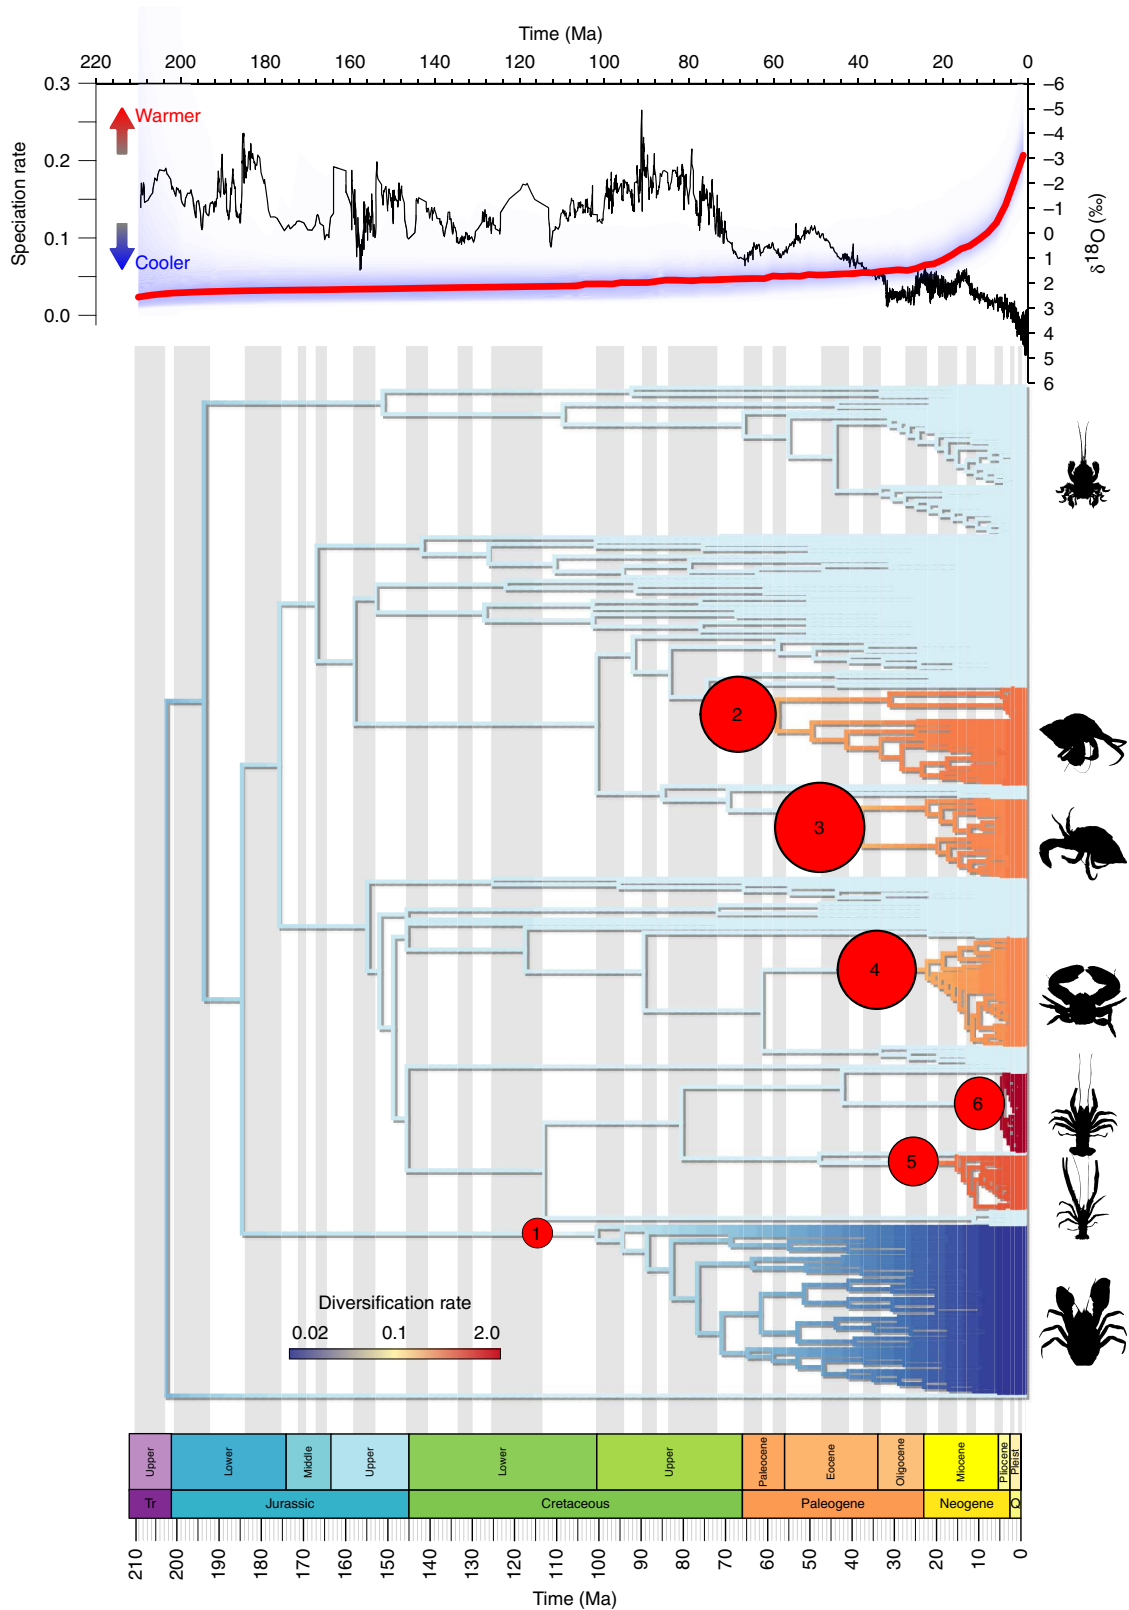 Time (Ma)
220 200 180 160 140 120 100 80 60 40 20 0
0.3
0.2
0.1
0.0
Speciation rate
Warmer
Cooler
–6
–5
–4
–3
–2
–1
0
1
2
3
4
5
6
δ18O (‰)
2
3
4
6
5
1
Diversification rate
0.02 0.1 2.0
Upper Lower Middle Upper Lower Upper Paleocene Eocene Oligocene Miocene Pliocene Pleist
Tr Jurassic Cretaceous Paleogene Neogene Q
210 200 190 180 170 160 150 140 130 120 110 100 90 80 70 60 50 40 30 20 10 0
Time (Ma)